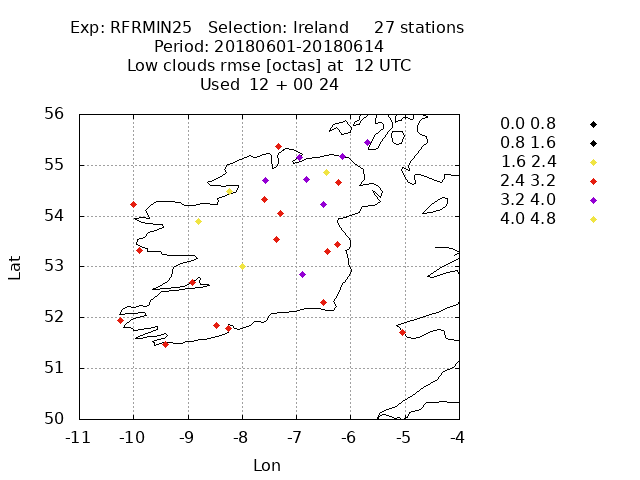 Exp: RFRMIN25 Selection: Ireland 27 stations
Period: 20180601-20180614
Low clouds rmse [octas] at 12 UTC
Used 12 + 00 24
56
55
54
53
52
51
50
Lat
-11 -10 -9 -8 -7 -6 -5 -4
Lon
0.0 0.8
0.8 1.6
1.6 2.4
2.4 3.2
3.2 4.0
4.0 4.8